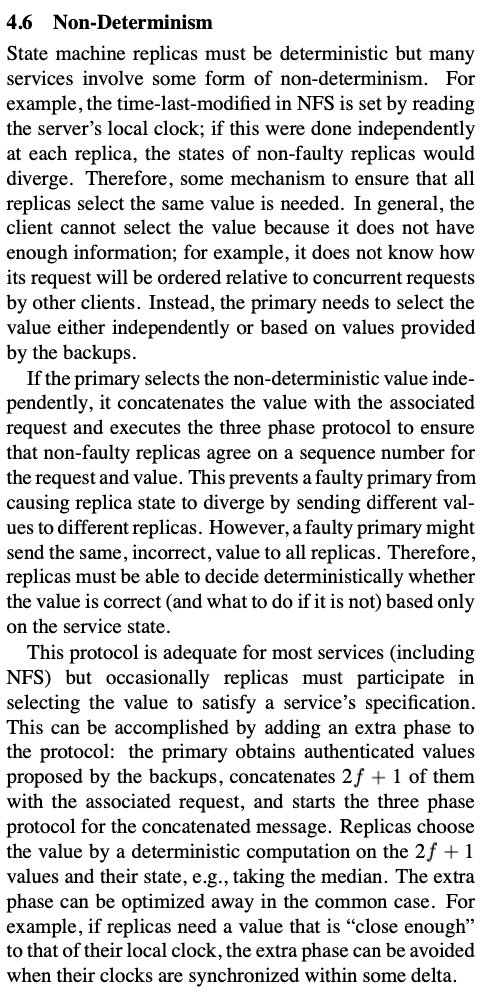 4.6 Non-Determinism
State machine replicas must be deterministic but many
services involve some form of non-determinism. For
example, the time-last-modified in NFS is set by reading
the server's local clock; if this were done independently
at each replica, the states of non-faulty replicas would
diverge. Therefore, some mechanism to ensure that all
replicas select the same value is needed. In general, the
client cannot select the value because it does not have
enough information; for example, it does not know how
its request will be ordered relative to concurrent requests
by other clients. Instead, the primary needs to select the
value either independently or based on values provided
by the backups.
If the primary selects the non-deterministic value inde-
pendently, it concatenates the value with the associated
request and executes the three phase protocol to ensure
that non-faulty replicas agree on a sequence number for
the request and value. This prevents a faulty primary from
causing replica state to diverge by sending different val-
ues to different replicas. However, a faulty primary might
send the same, incorrect, value to all replicas. Therefore,
replicas must be able to decide deterministically whether
the value is correct (and what to do if it is not) based only
on the service state.
This protocol is adequate for most services (including
NFS) but occasionally replicas must participate in
selecting the value to satisfy a service's specification.
This can be accomplished by adding an extra phase to
the protocol: the primary obtains authenticated values
proposed by the backups, concatenates 2f + 1 of them
with the associated request, and starts the three phase
protocol for the concatenated message. Replicas choose
the value by a deterministic computation on the 2f + 1
values and their state, e.g., taking the median. The extra
phase can be optimized away in the common case. For
example, if replicas need a value that is “close enough”
to that of their local clock, the extra phase can be avoided
when their clocks are synchronized within some delta.